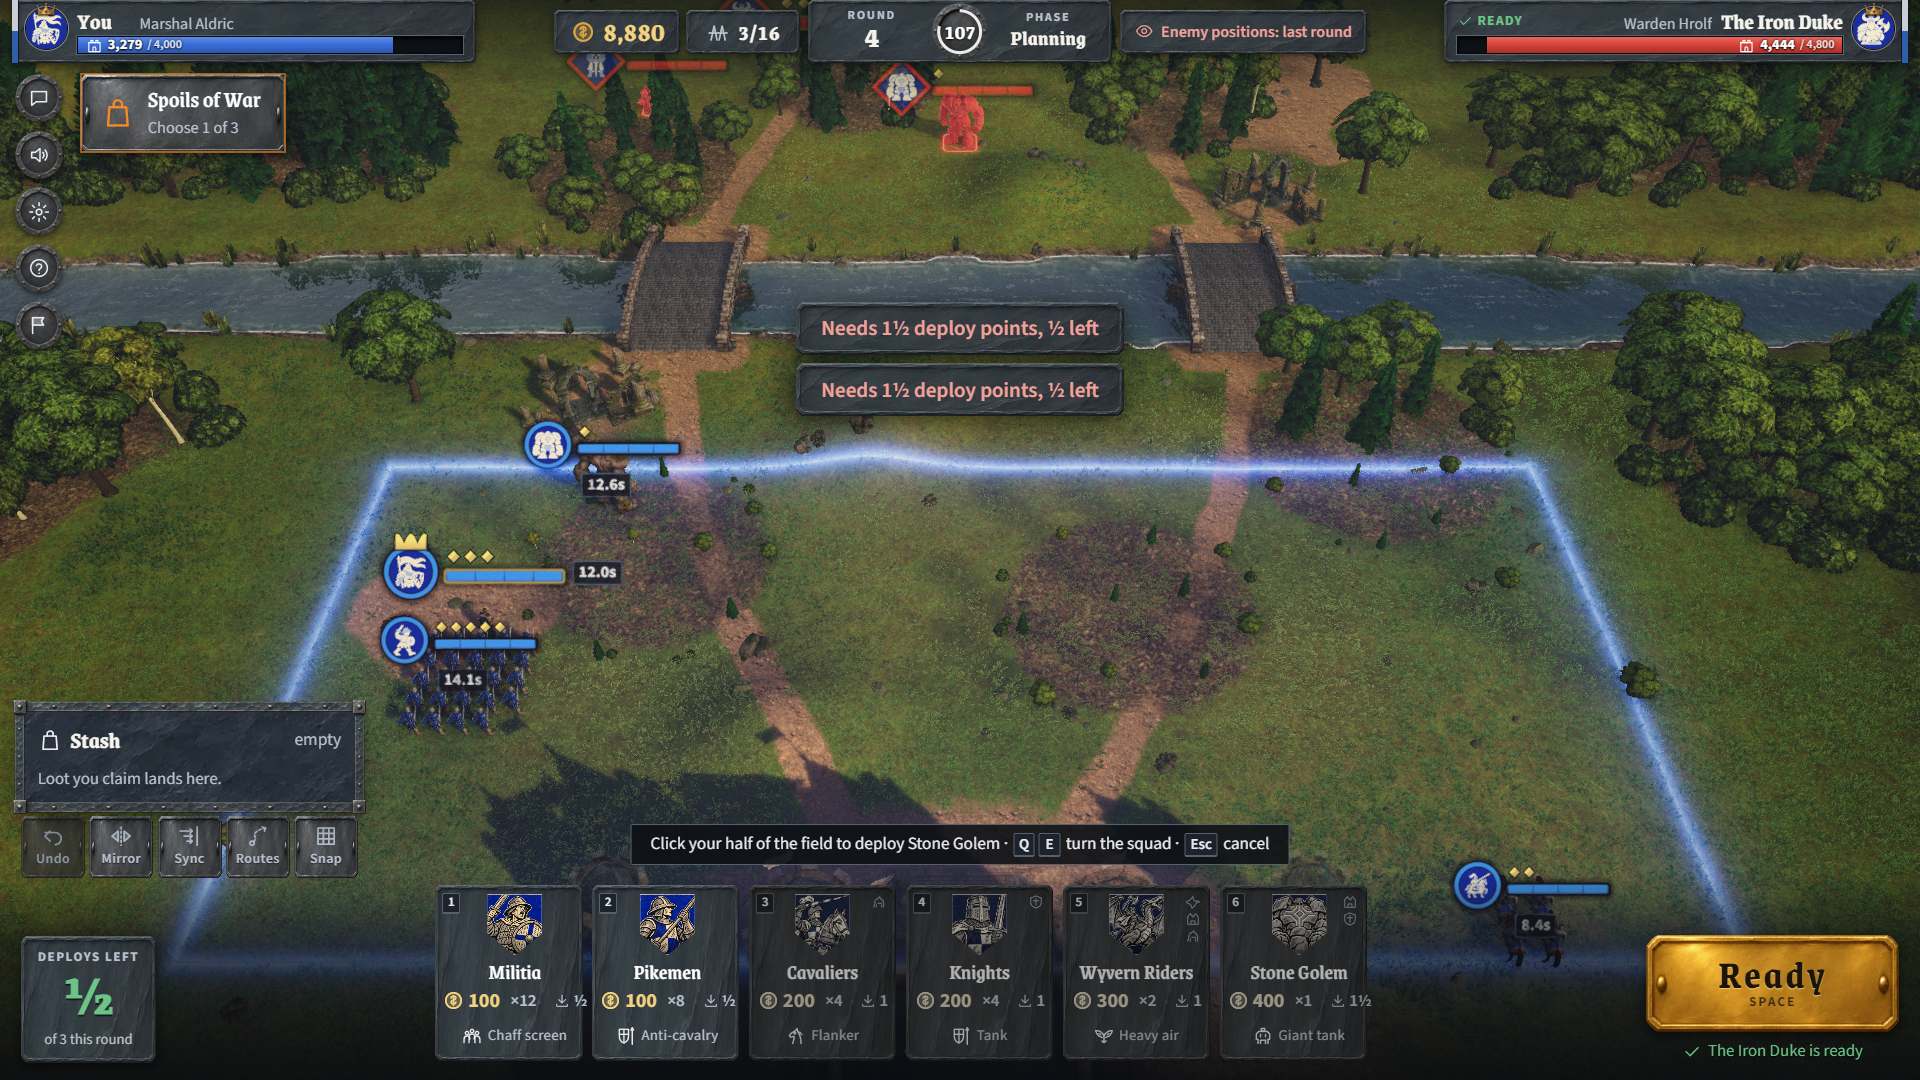 You Marshal Aldric
3,279 / 4,000
8,880
3/16
ROUND
4
107
PHASE
Planning
Enemy positions: last round
READY
Warden Hrolf The Iron Duke
4,444 / 4,800
Spoils of War
Choose 1 of 3
Needs 1½ deploy points, ½ left
Needs 1½ deploy points, ½ left
12.6s
12.0s
14.1s
8.4s
Stash empty
Loot you claim lands here.
Undo
Mirror
Sync
Routes
Snap
Click your half of the field to deploy Stone Golem · Q E turn the squad · Esc cancel
DEPLOYS LEFT
½
of 3 this round
1
Militia
100 ×12 ½
Chaff screen
2
Pikemen
100 ×8 ½
Anti-cavalry
3
Cavaliers
200 ×4 1
Flanker
4
Knights
200 ×4 1
Tank
5
Wyvern Riders
300 ×2 1
Heavy air
6
Stone Golem
400 ×1 1½
Giant tank
Ready
SPACE
The Iron Duke is ready